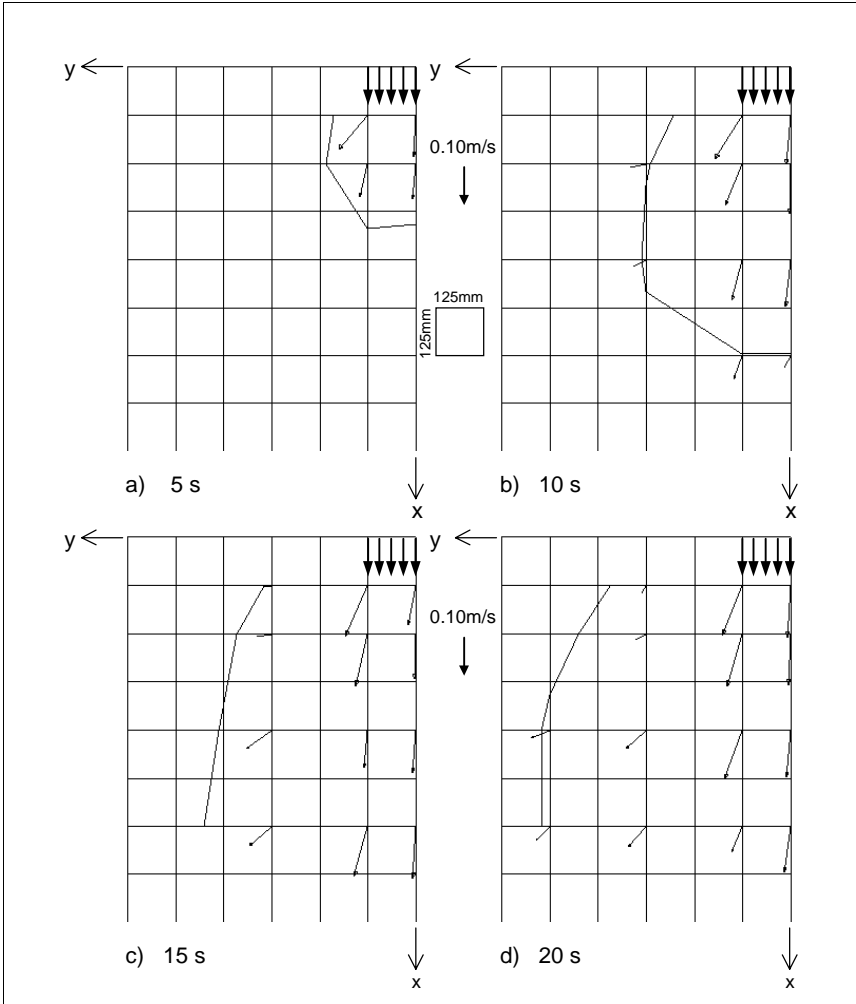 y
y
0.10m/s
125mm
125mm
a) 5 s
b) 10 s
x
x
y
y
0.10m/s
c) 15 s
d) 20 s
x
x